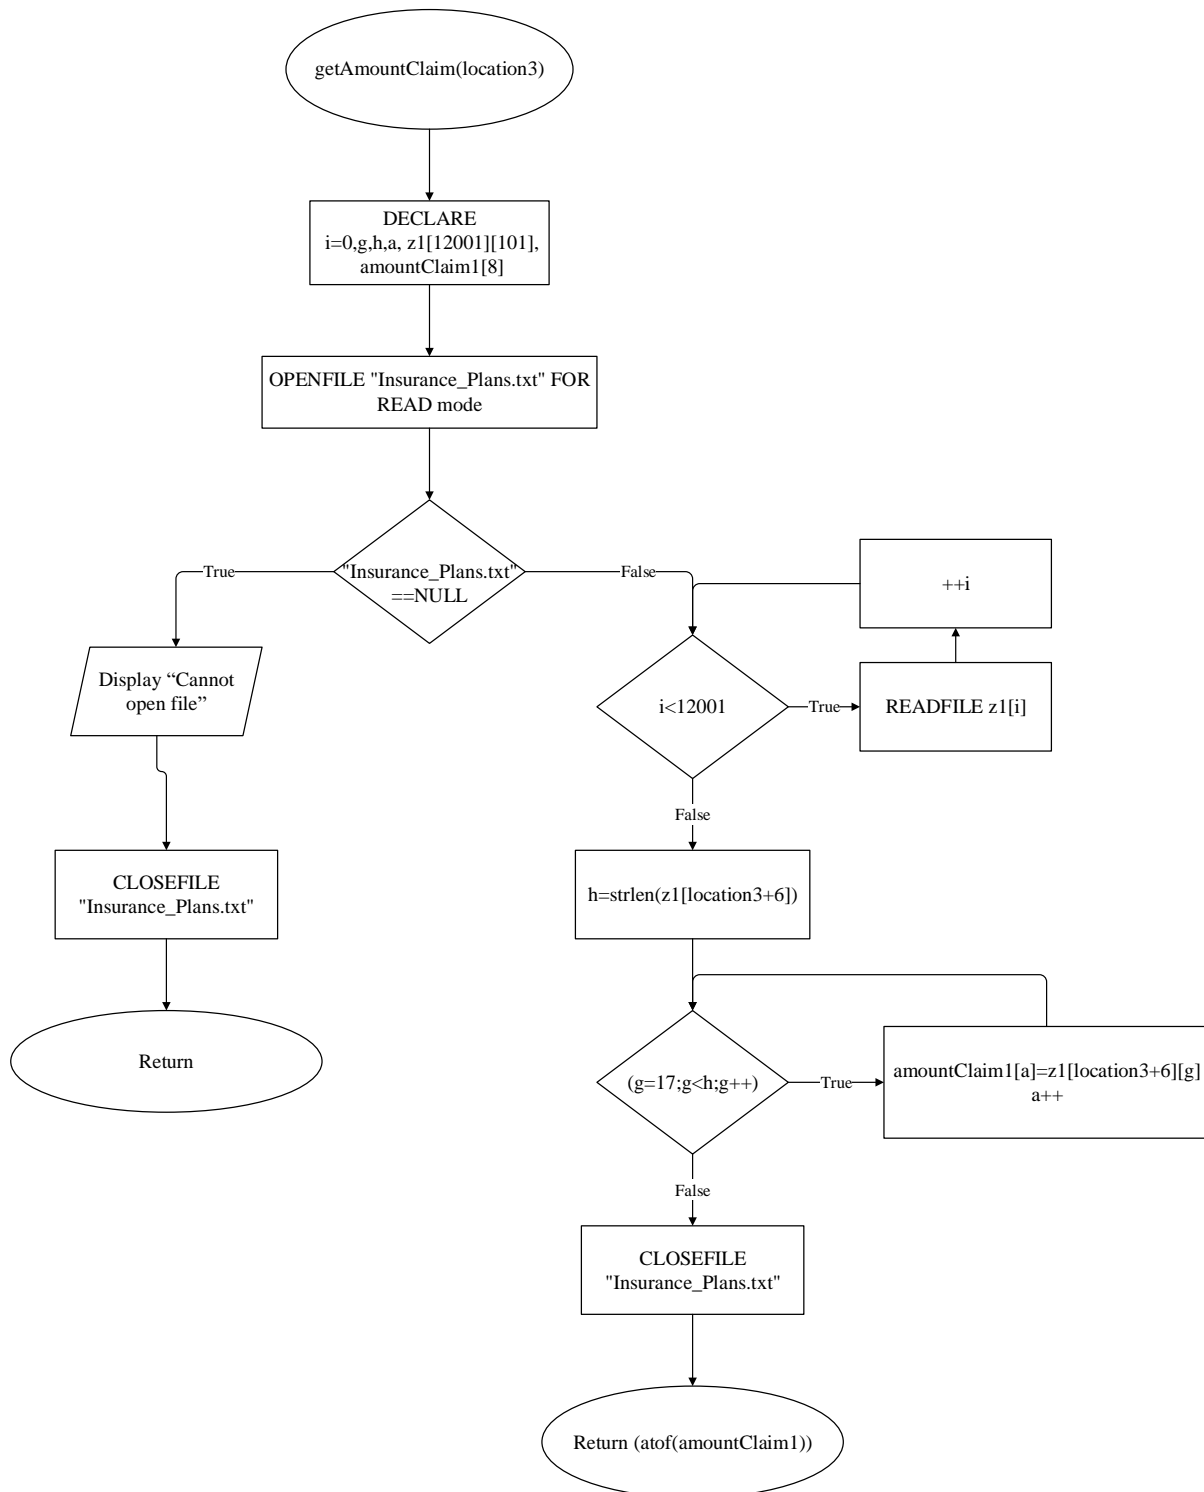 getAmountClaim(location3)
DECLARE
i=0,g,h,a, z1[12001][101],
amountClaim1[8]
OPENFILE "Insurance_Plans.txt" FOR
READ mode
"Insurance_Plans.txt"
==NULL
True
False
++i
Display “Cannot
open file”
i<12001
True
READFILE z1[i]
False
CLOSEFILE
"Insurance_Plans.txt"
h=strlen(z1[location3+6])
Return
(g=17;g<h;g++)
True
amountClaim1[a]=z1[location3+6][g]
a++
False
CLOSEFILE
"Insurance_Plans.txt"
Return (atof(amountClaim1))